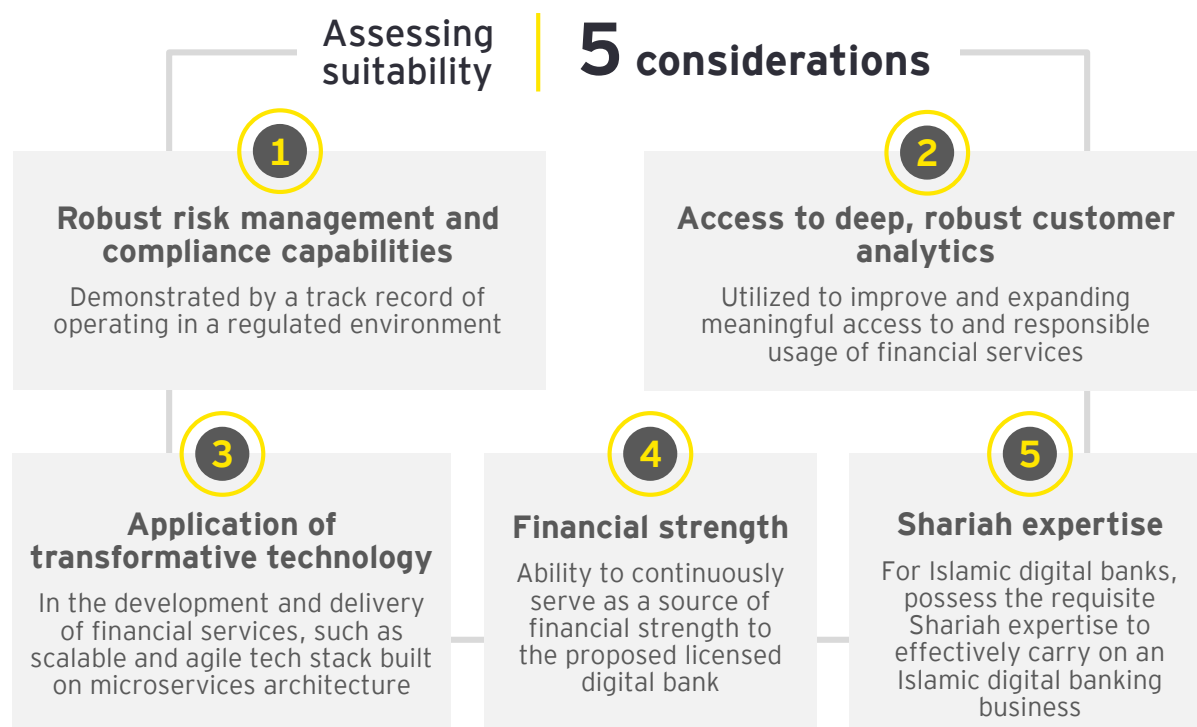 Assessing
suitability
5 considerations
1
Robust risk management and
compliance capabilities
Demonstrated by a track record of
operating in a regulated environment
2
Access to deep, robust customer
analytics
Utilized to improve and expanding
meaningful access to and responsible
usage of financial services
3
Application of
transformative technology
In the development and delivery
of financial services, such as
scalable and agile tech stack built
on microservices architecture
4
Financial strength
Ability to continuously
serve as a source of
financial strength to
the proposed licensed
digital bank
5
Shariah expertise
For Islamic digital banks,
possess the requisite
Shariah expertise to
effectively carry on an
Islamic digital banking
business